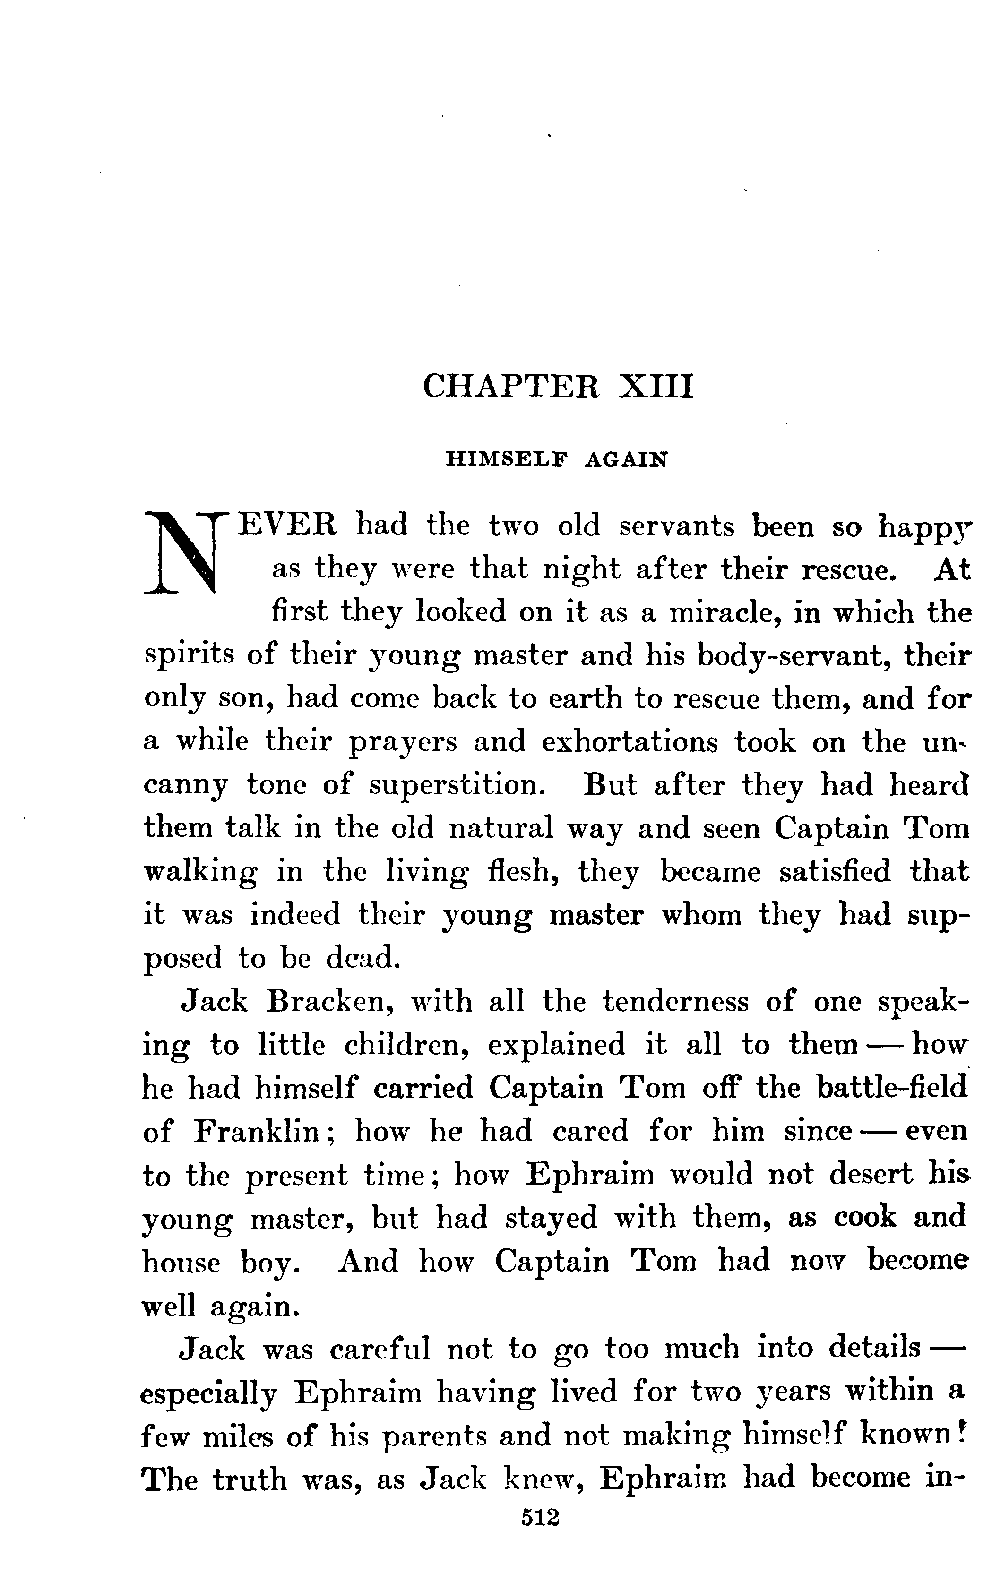 CHAPTER XIII
HIMSELF AGAIN
NEVER had the two old servants been so happy
as they were that night after their rescue. At
first they looked on it as a miracle, in which the
spirits of their young master and his body-servant, their
only son, had come back to earth to rescue them, and for
a while their prayers and exhortations took on the un-
canny tone of superstition. But after they had heard
them talk in the old natural way and seen Captain Tom
walking in the living flesh, they became satisfied that
it was indeed their young master whom they had sup-
posed to be dead.
Jack Bracken, with all the tenderness of one speak-
ing to little children, explained it all to them — how
he had himself carried Captain Tom off the battle-field
of Franklin; how he had cared for him since — even
to the present time; how Ephraim would not desert his
young master, but had stayed with them, as cook and
house boy. And how Captain Tom had now become
well again.
Jack was careful not to go too much into details —
especially Ephraim having lived for two years within a
few miles of his parents and not making himself known!
The truth was, as Jack knew, Ephraim had become in-
512